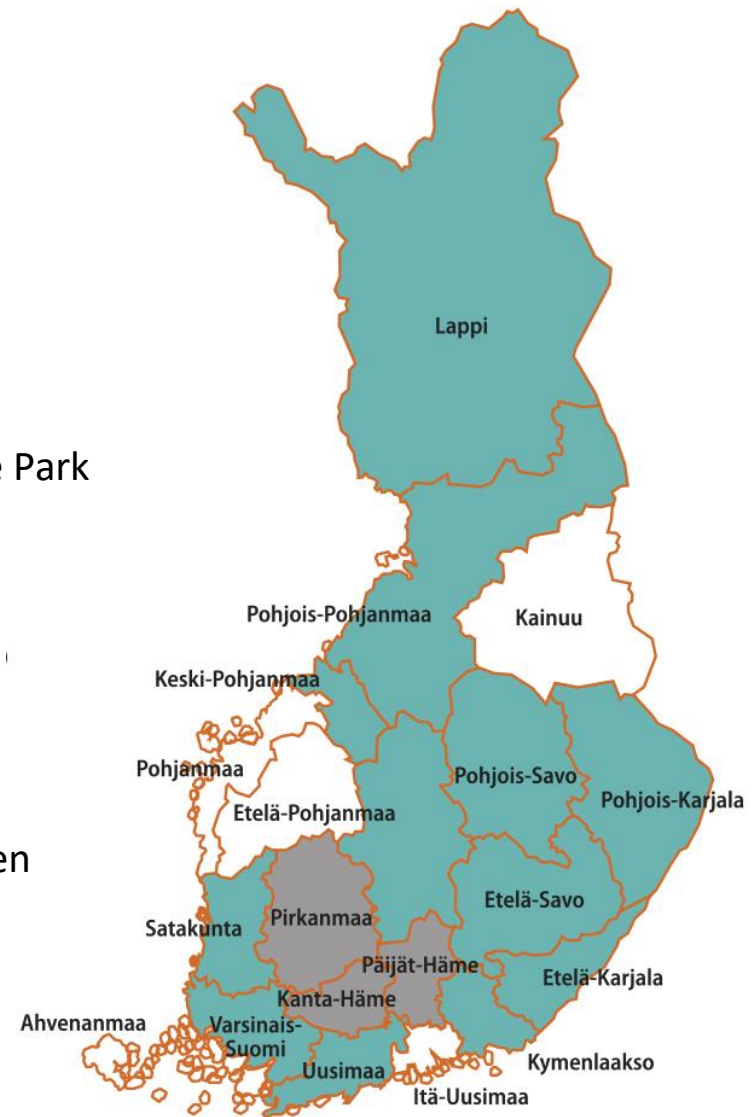 Lappi
e Park
Pohjois-Pohjanmaa
Kainuu
)
Keski-Pohjanmaa
Pohjanmaa
Pohjois-Savo
Pohjois-Karjala
Etelä-Pohjanmaa
en
Etelä-Savo
Satakunta
Pirkanmaa
Päijät-Häme
Etelä-Karjala
Kanta-Häme
Ahvenanmaa
Varsinais-
Suomi
Uusimaa
Kymenlaakso
Itä-Uusimaa